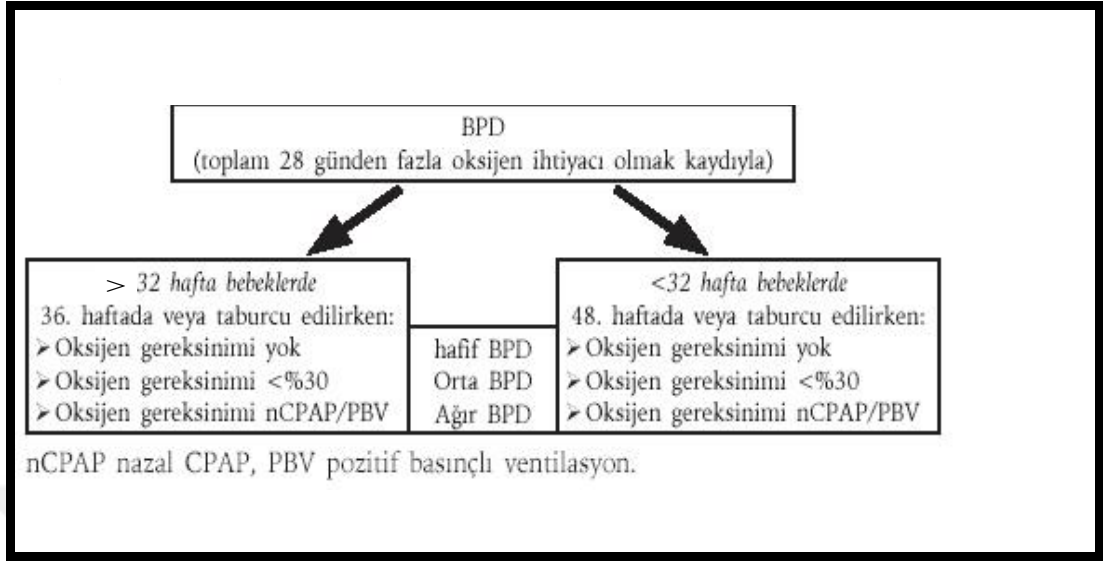 BPD
(toplam 28 günden fazla oksijen ihtiyacı olmak kaydıyla)
> 32 hafta bebeklerde
36. haftada veya taburcu edilirken:
➢Oksijen gereksinimi yok
➢Oksijen gereksinimi <%30
➢Oksijen gereksinimi nCPAP/PBV
hafif BPD
Orta BPD
Ağır BPD
<32 hafta bebeklerde
48. haftada veya taburcu edilirken:
➢Oksijen gereksinimi yok
➢Oksijen gereksinimi <%30
➢Oksijen gereksinimi nCPAP/PBV
nCPAP nazal CPAP, PBV pozitif basınçlı ventilasyon.